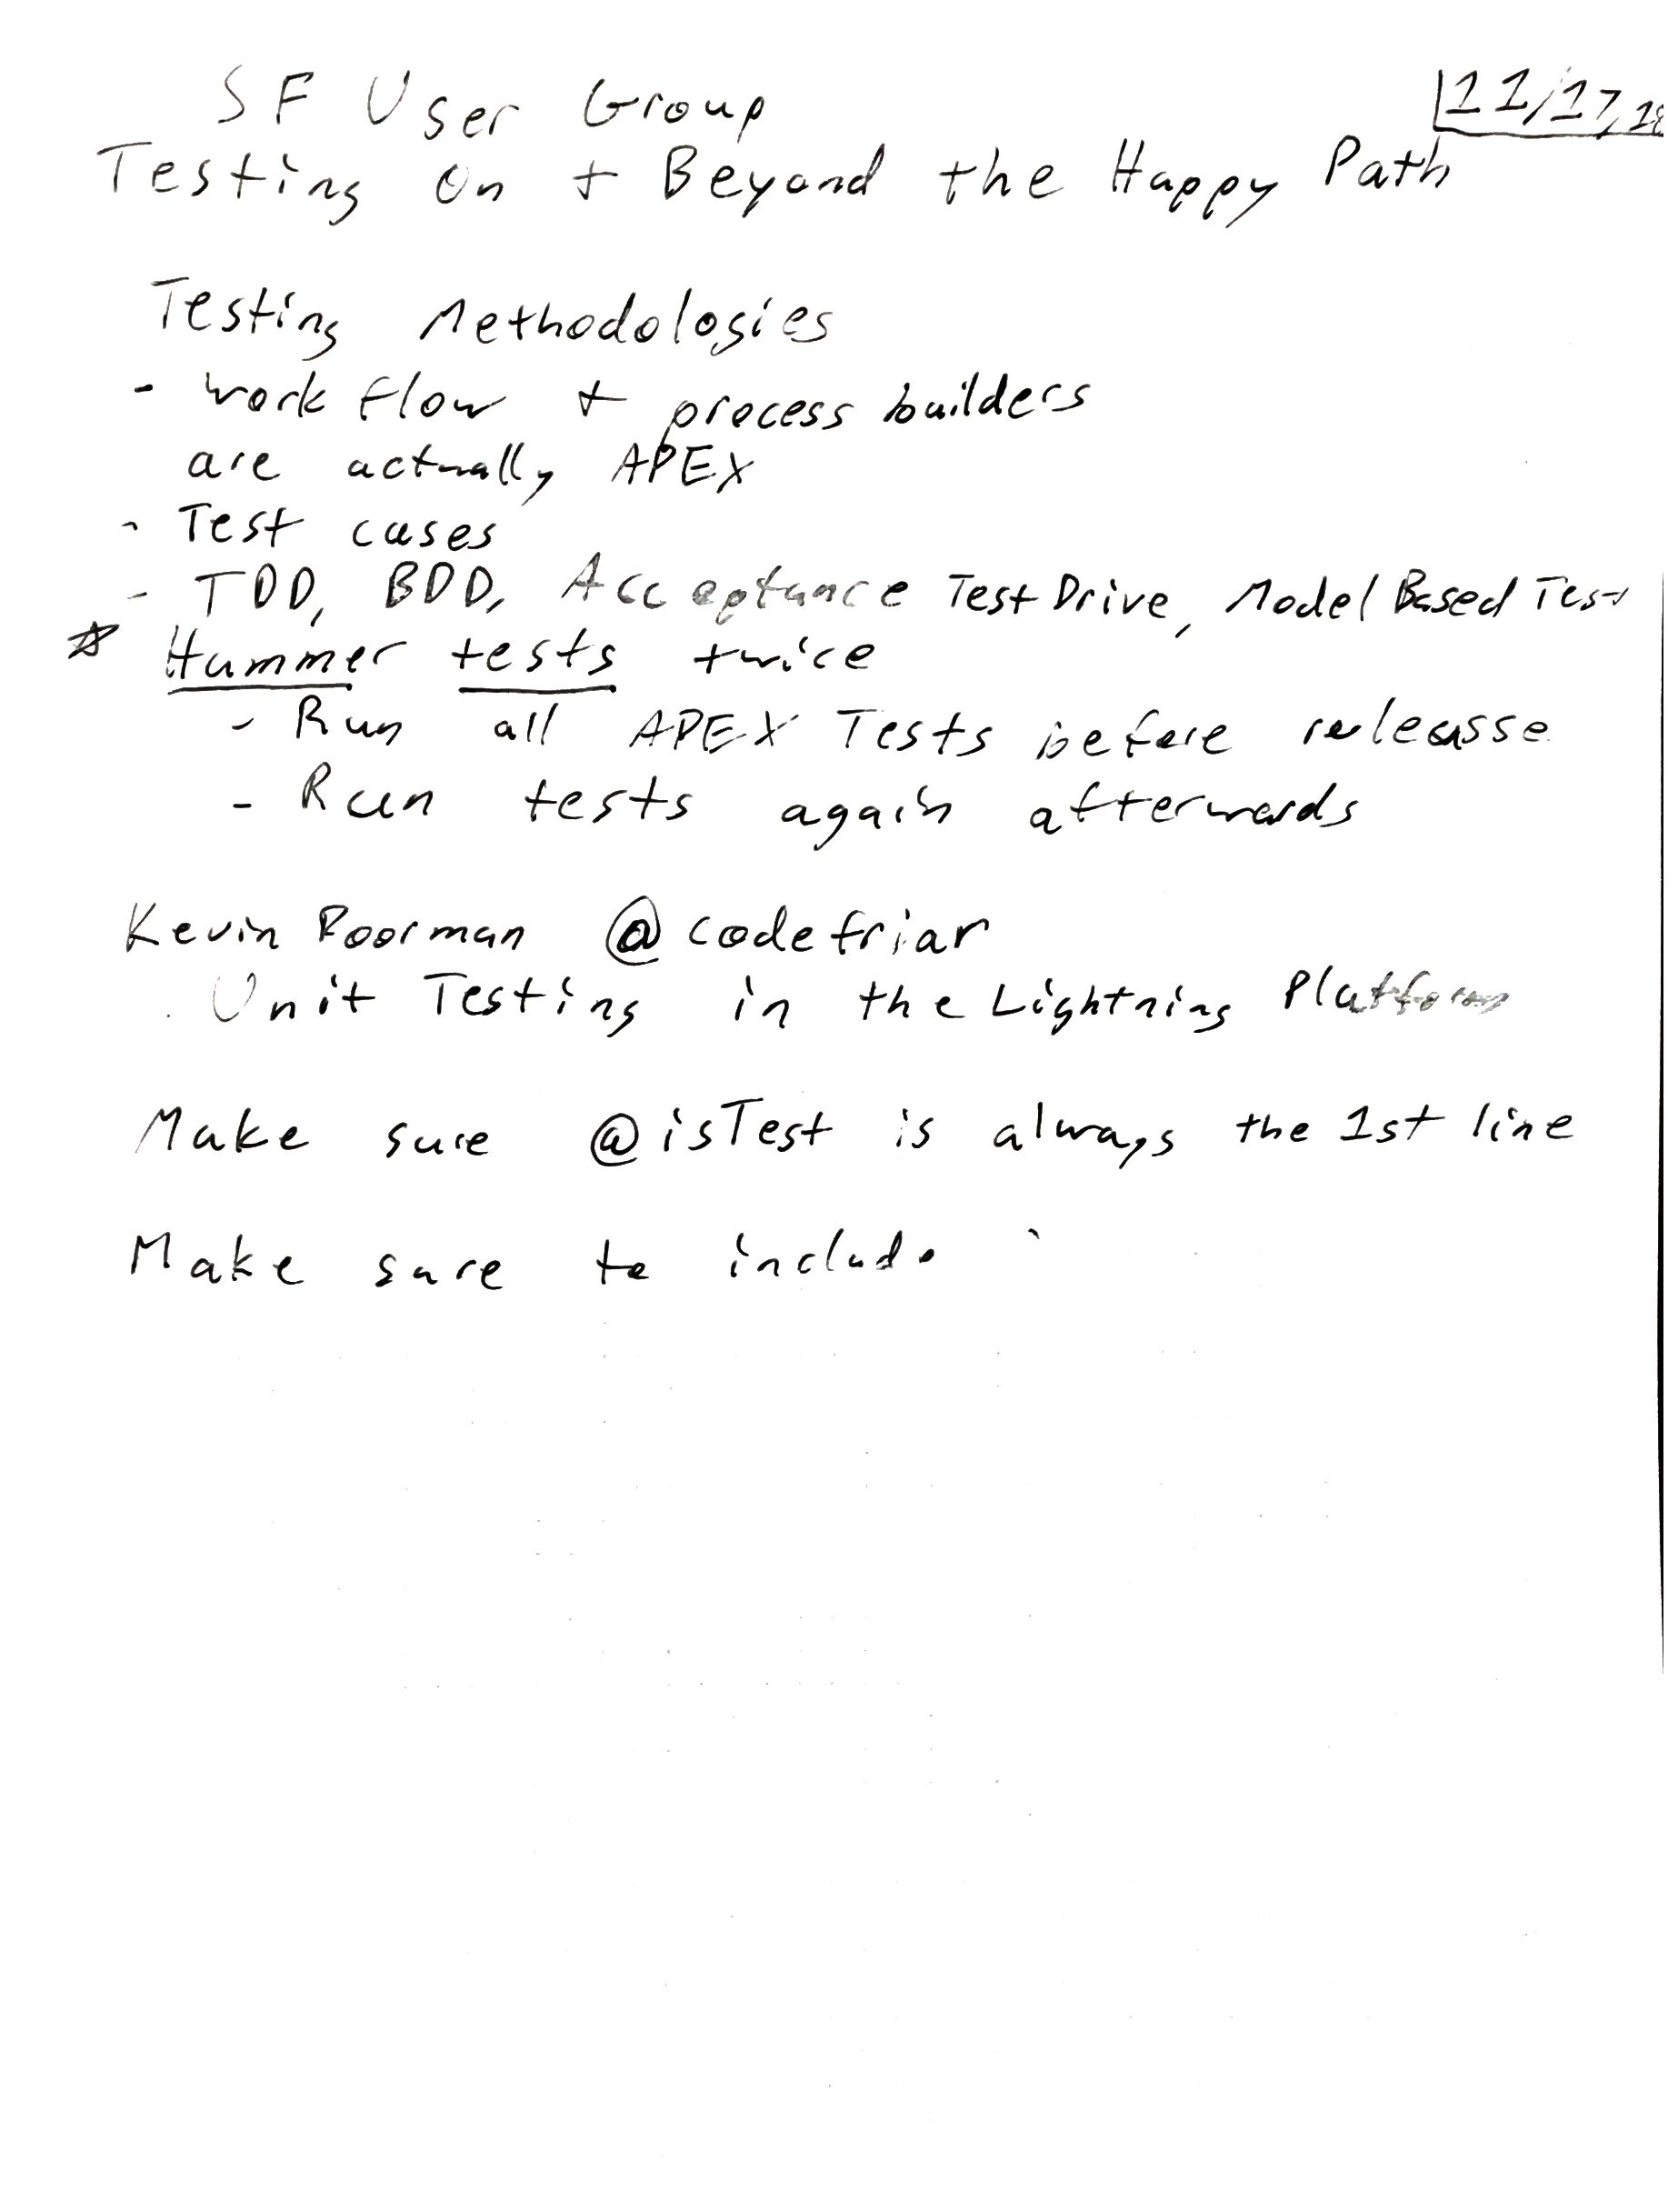 SF User Group
11/17/18
Testing On + Beyond the Happy Path
Testing Methodologies
- workflow + process builders
are actually APEX
- Test cases
- TDD, BDD, Acceptance Test Drive, Model Based Test
☆ Hammer tests twice
- Run all APEX Tests before releasse
- Run tests again afterwards
Kevin Poorman @codefriar
Unit Testing in the Lightning Platform
Make sure @isTest is always the 1st line
Make sure to include